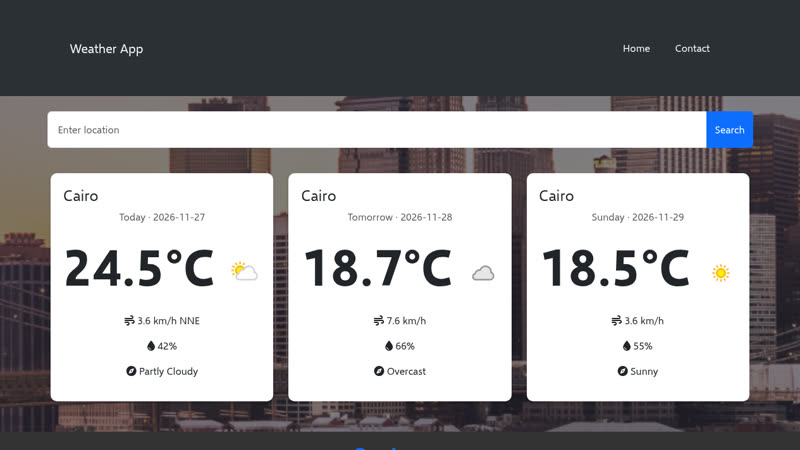 Weather App
Home
Contact
Enter location
Search
Cairo
Today · 2026-11-27
24.5°C
3.6 km/h NNE
42%
Partly Cloudy
Cairo
Tomorrow · 2026-11-28
18.7°C
7.6 km/h
66%
Overcast
Cairo
Sunday · 2026-11-29
18.5°C
3.6 km/h
55%
Sunny